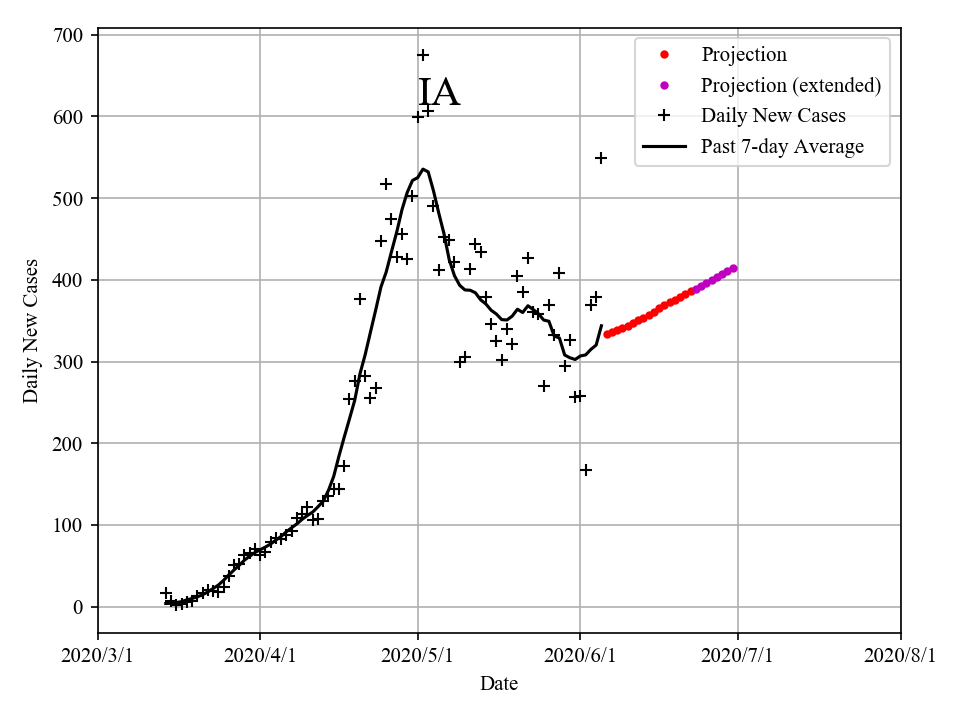 700
600
500
400
300
200
100
0
Daily New Cases
IA
Projection
Projection (extended)
Daily New Cases
Past 7-day Average
2020/3/1 2020/4/1 2020/5/1 2020/6/1 2020/7/1 2020/8/1
Date